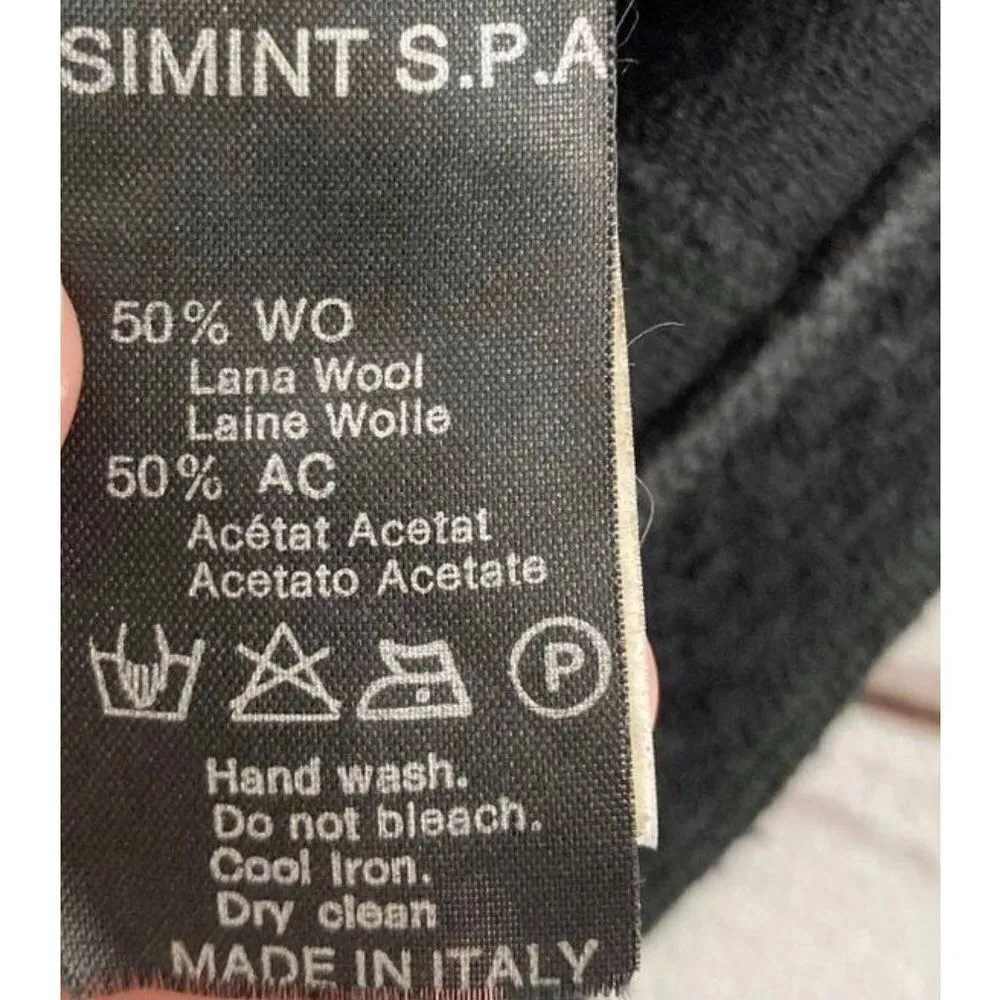 SIMINT S.P.A
50% WO
Lana Wool
Laine Wolle
50% AC
Acétat Acetat
Acetato Acetate
P
Hand wash.
Do not bleach.
Cool Iron.
Dry clean
MADE IN ITALY